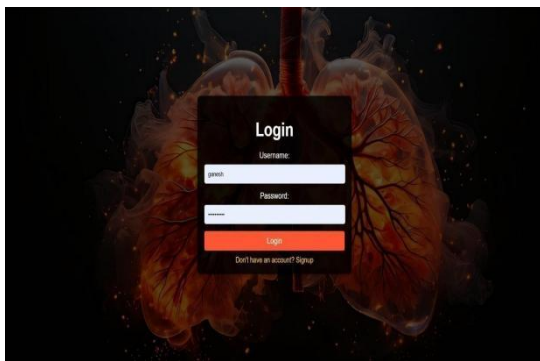 Login
Username:
ganesh
Password:
Login
Don't have an account? Signup